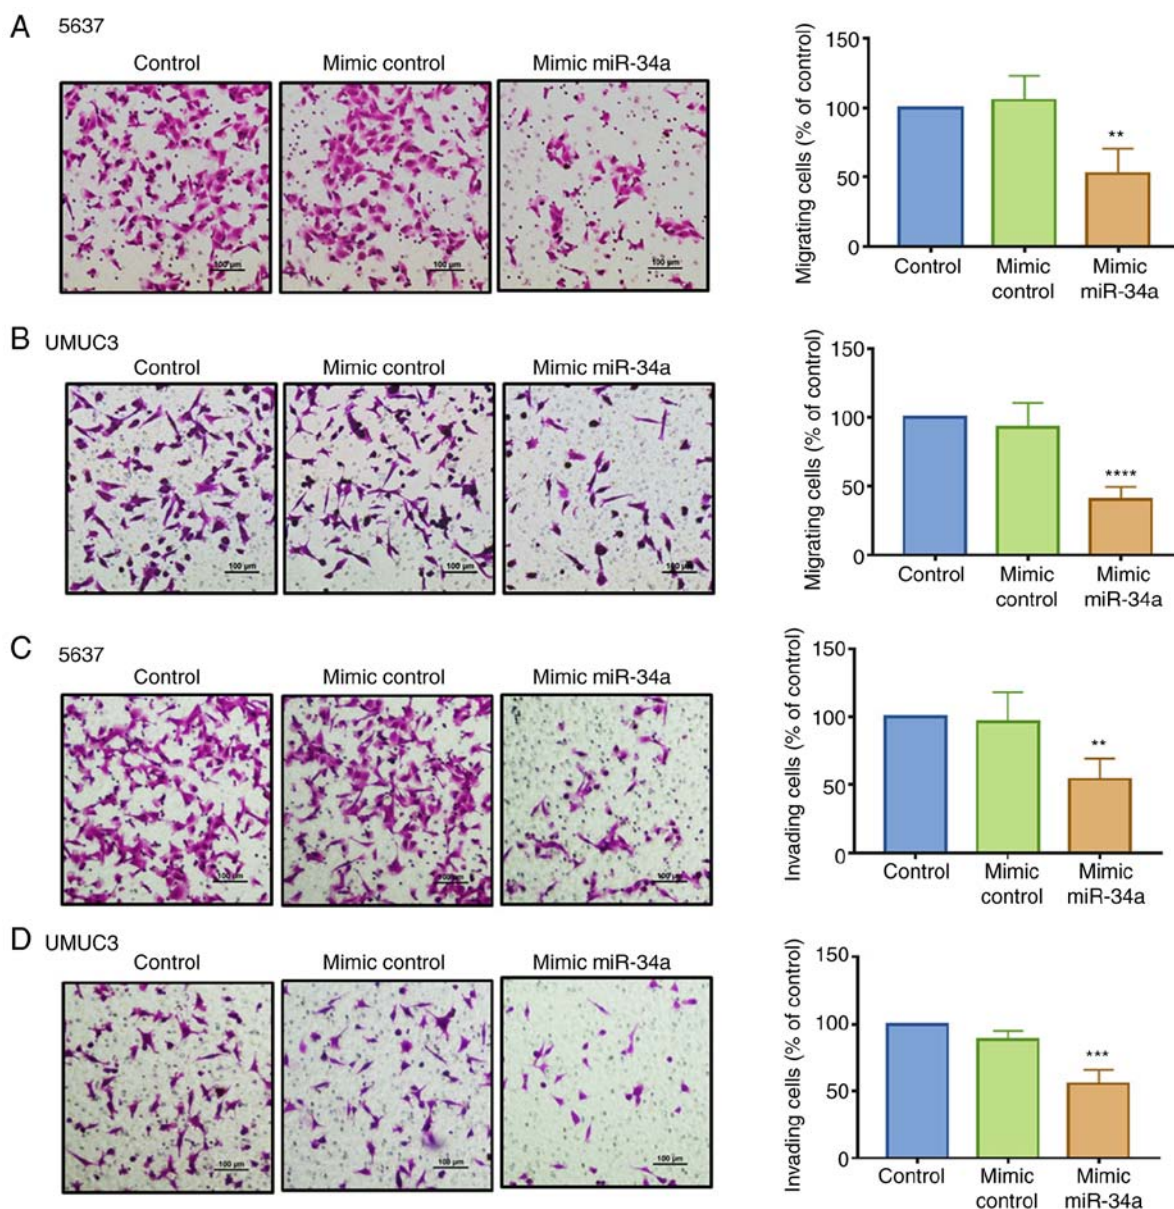 A 5637
Control Mimic control Mimic miR-34a
100 µm 100 µm 100 µm
Migrating cells (% of control)
150
100
50
0
**
Control Mimic control Mimic miR-34a
B UMUC3
Control Mimic control Mimic miR-34a
100 µm 100 µm 100 µm
Migrating cells (% of control)
150
100
50
0
****
Control Mimic control Mimic miR-34a
C 5637
Control Mimic control Mimic miR-34a
100 µm 100 µm 100 µm
Invading cells (% of control)
150
100
50
0
**
Control Mimic control Mimic miR-34a
D UMUC3
Control Mimic control Mimic miR-34a
100 µm 100 µm 100 µm
Invading cells (% of control)
150
100
50
0
***
Control Mimic control Mimic miR-34a